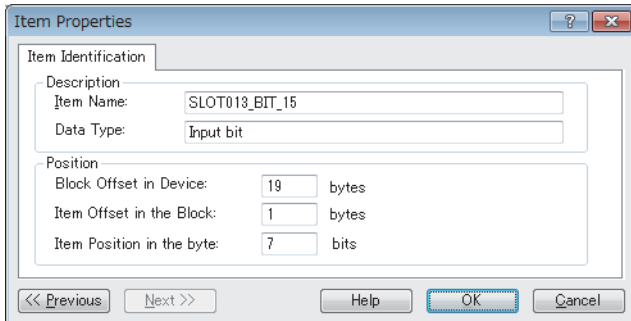 Item Properties
Item Identification
Description
Item Name: SLOT013_BIT_15
Data Type: Input bit
Position
Block Offset in Device: 19 bytes
Item Offset in the Block: 1 bytes
Item Position in the byte: 7 bits
<< Previous Next >> Help OK Cancel